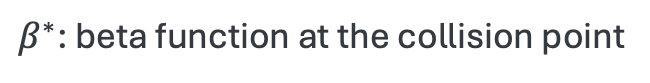 β*: beta function at the collision point